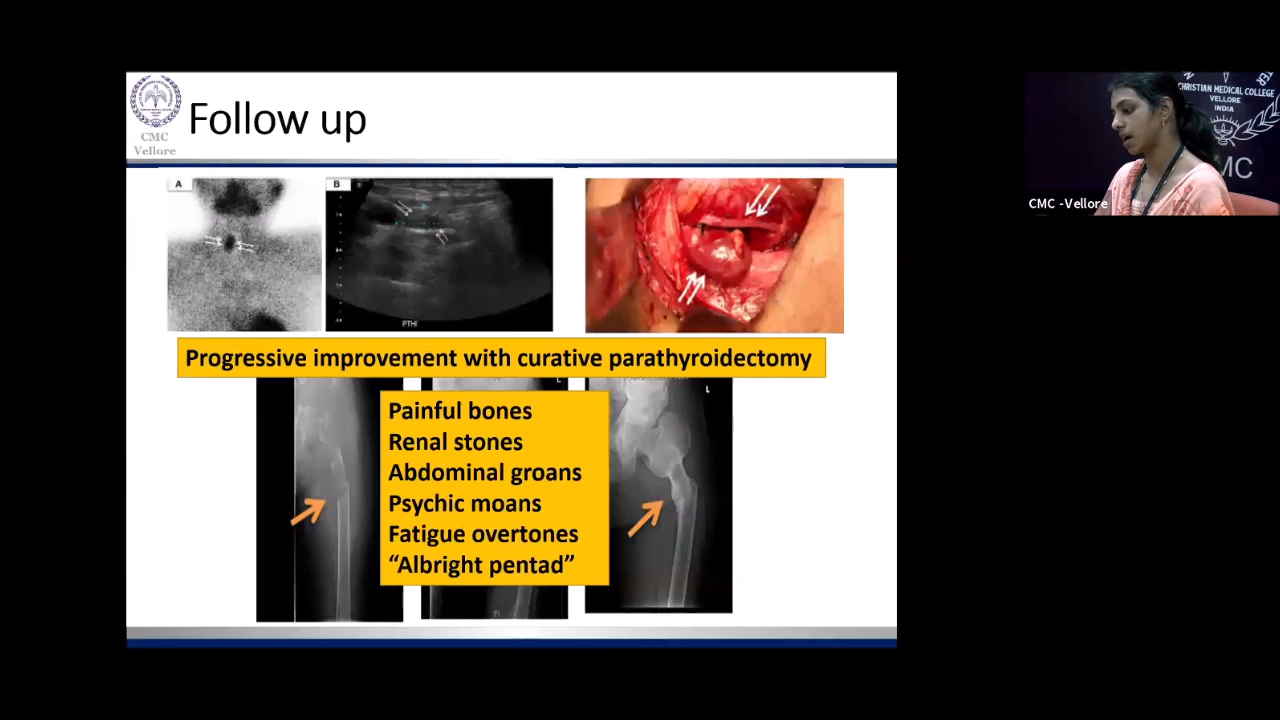 CMC
Vellore
Follow up
A
B
PTH
Progressive improvement with curative parathyroidectomy
L
L
Painful bones
Renal stones
Abdominal groans
Psychic moans
Fatigue overtones
“Albright pentad”
CHRISTIAN MEDICAL COLLEGE
VELLORE
INDIA
CMC -Vellore